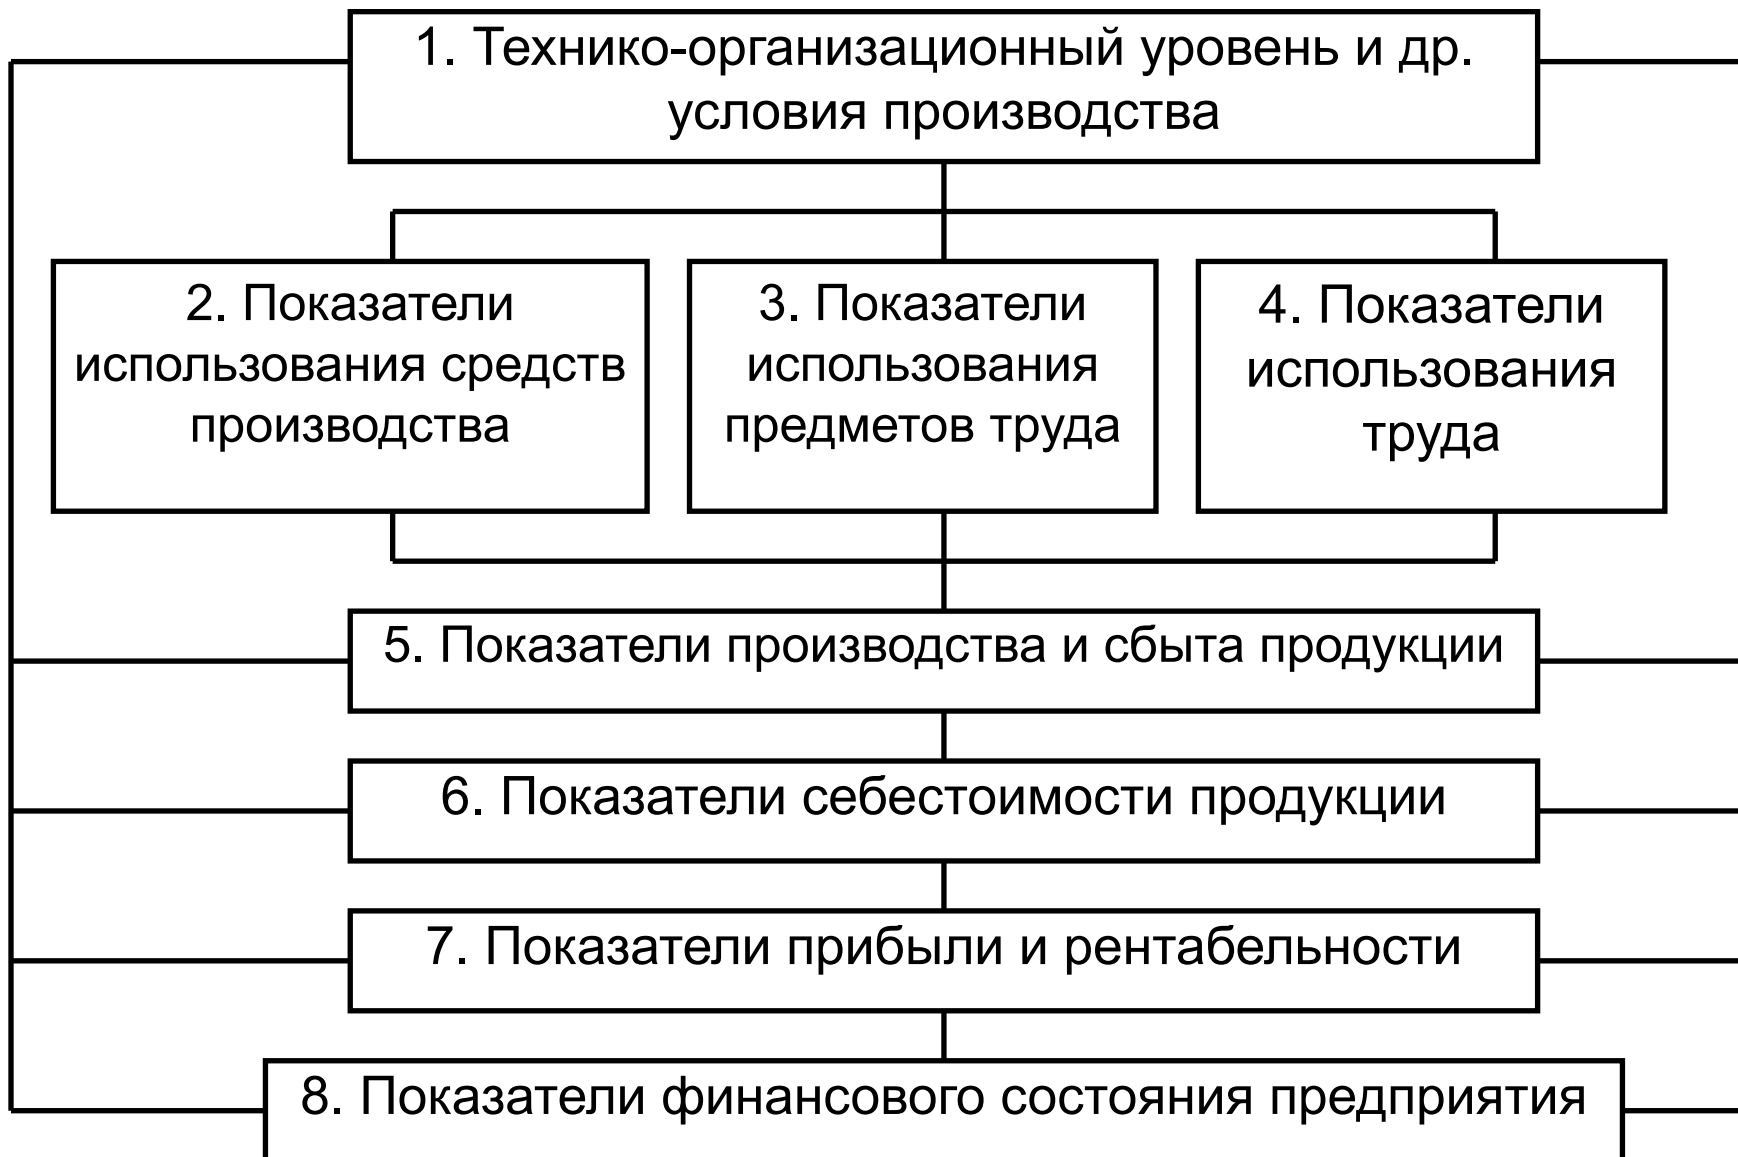 1. Технико-организационный уровень и др.
условия производства
2. Показатели
использования средств
производства
3. Показатели
использования
предметов труда
4. Показатели
использования
труда
5. Показатели производства и сбыта продукции
6. Показатели себестоимости продукции
7. Показатели прибыли и рентабельности
8. Показатели финансового состояния предприятия